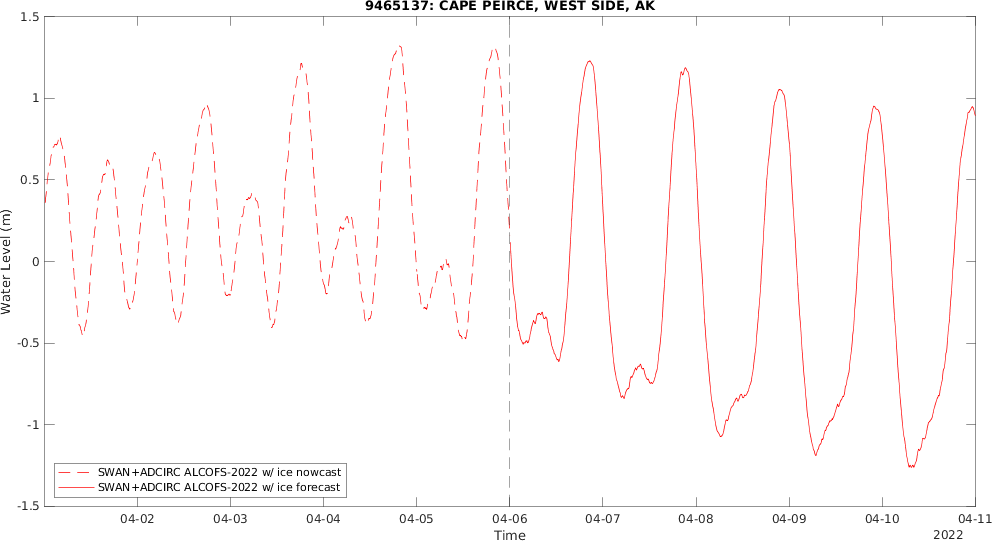 9465137: CAPE PEIRCE, WEST SIDE, AK
1.5
1
0.5
0
-0.5
-1
-1.5
Water Level (m)
SWAN+ADCIRC ALCOFS-2022 w/ ice nowcast
SWAN+ADCIRC ALCOFS-2022 w/ ice forecast
04-02 04-03 04-04 04-05 04-06 04-07 04-08 04-09 04-10 04-11
Time
2022